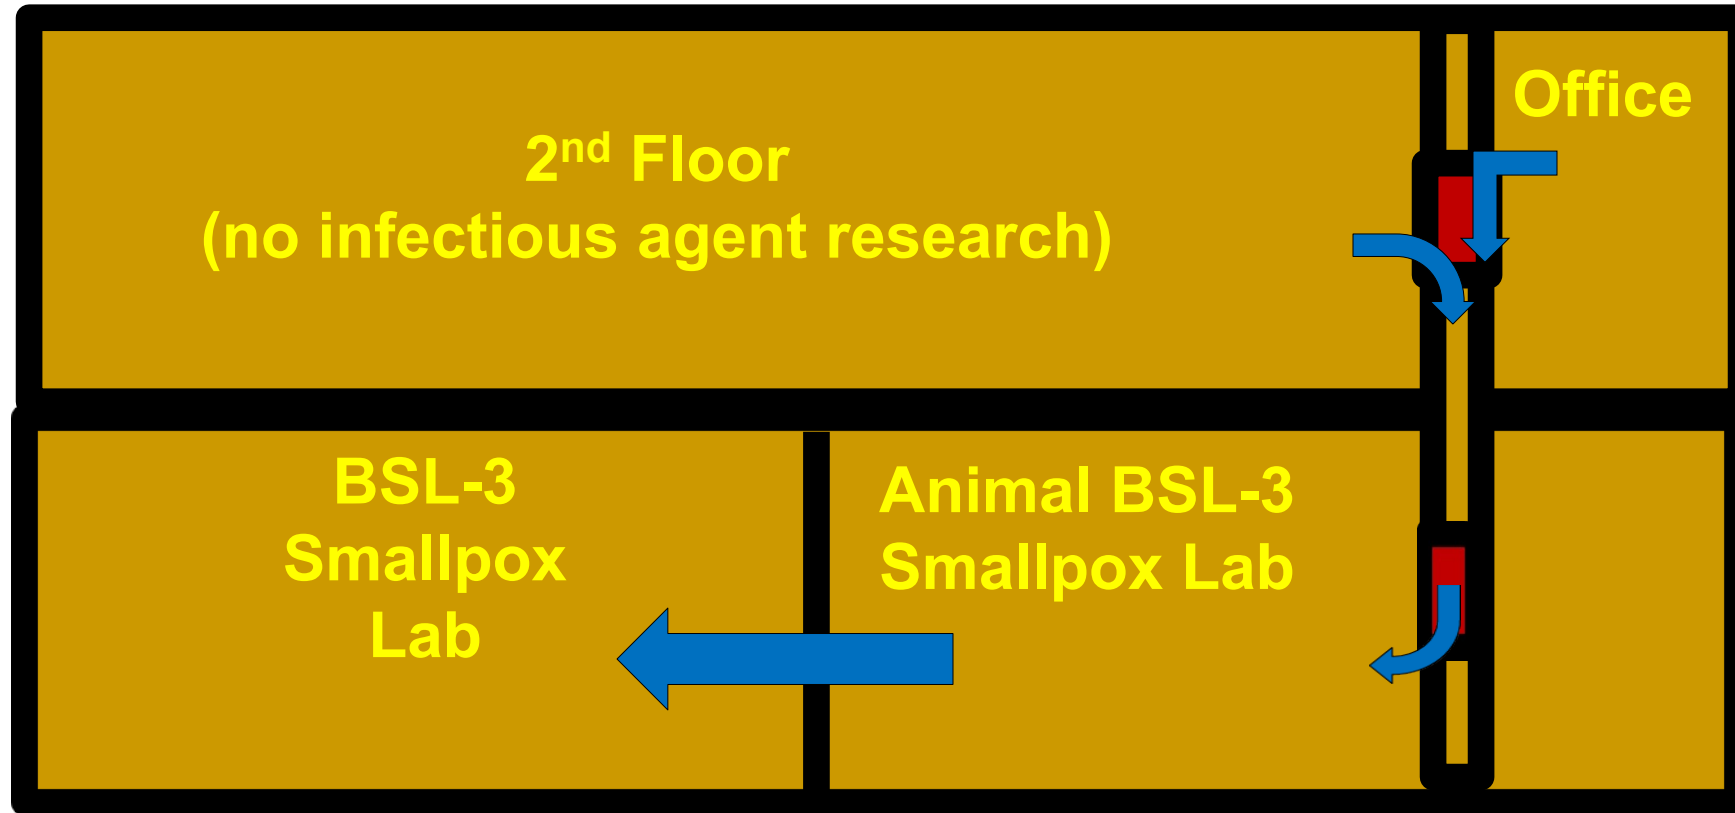 Office
2nd Floor
(no infectious agent research)
BSL-3
Smallpox
Lab
Animal BSL-3
Smallpox Lab